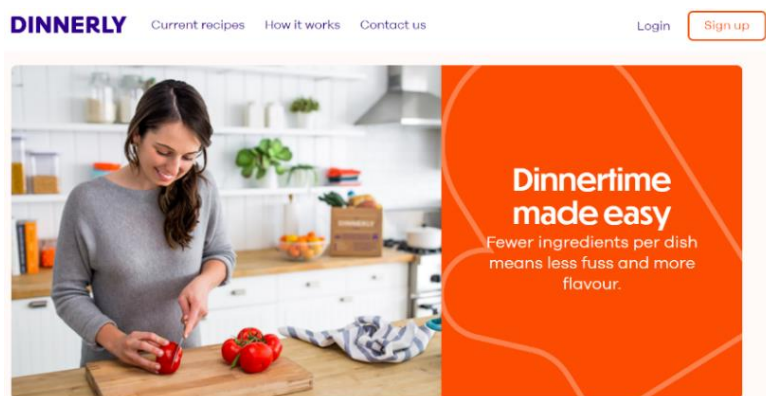 DINNERLY
Current recipes
How it works
Contact us
Login
Sign up
DINNERLY
Dinnertime
made easy
Fewer ingredients per dish
means less fuss and more
flavour.